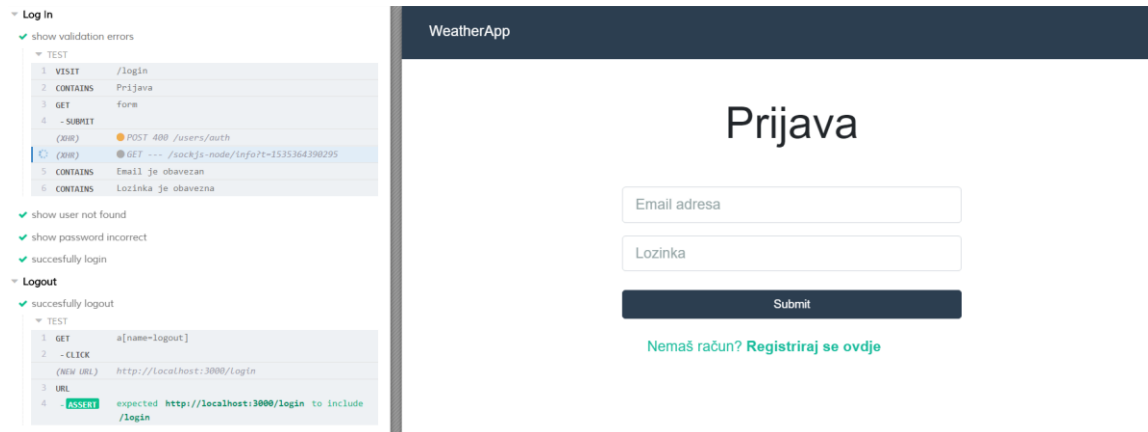 Log In
show validation errors
TEST
1 VISIT /login
2 CONTAINS Prijava
3 GET form
4 - SUBMIT
(XHR) POST 400 /users/auth
(XHR) GET --- /sockjs-node/info?t=1535364390295
5 CONTAINS Email je obavezan
6 CONTAINS Lozinka je obavezna
show user not found
show password incorrect
succesfully login
Logout
succesfully logout
TEST
1 GET a[name=logout]
2 - CLICK
(NEW URL) http://localhost:3000/login
3 URL
4 - ASSERT expected http://localhost:3000/login to include
/login
WeatherApp
Prijava
Email adresa
Lozinka
Submit
Nemaš račun? Registriraj se ovdje